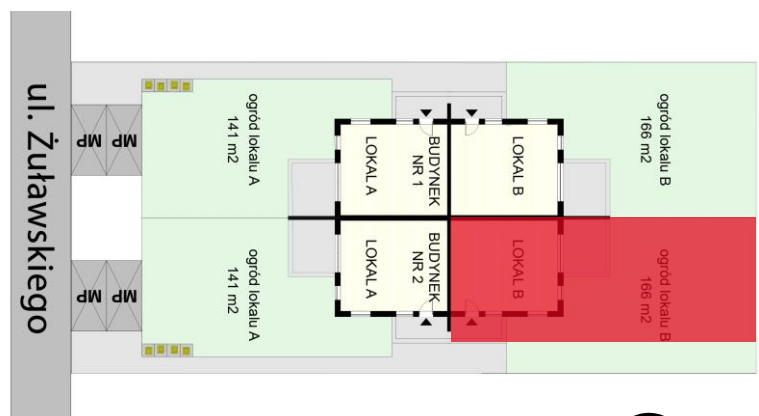 ul. Żuławskiego
MP
MP
ogród lokalu A
141 m2
LOKAL A
BUDYNEK
NR 1
LOKAL B
ogród lokalu B
166 m2
MP
MP
ogród lokalu A
141 m2
LOKAL A
BUDYNEK
NR 2
LOKAL B
ogród lokalu B
166 m2